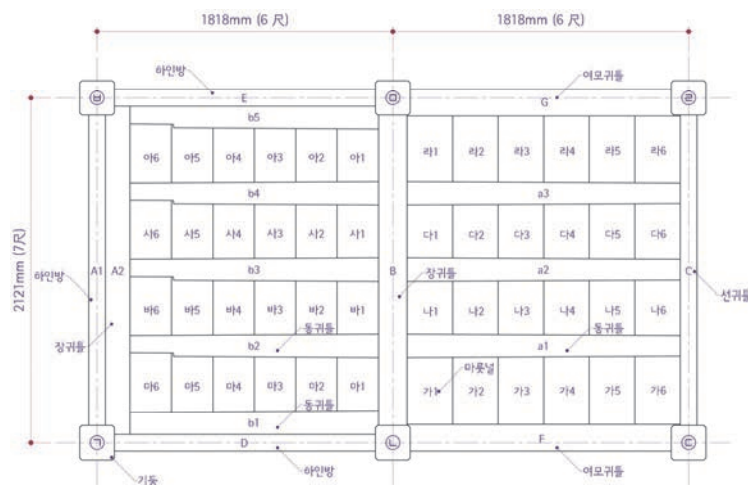 1818mm (6 尺)
1818mm (6 尺)
하인방
여모귀틀
ㅂ
E
ㅁ
G
ㄹ
b5
아6 아5 아4 아3 아2 아1
라1 라2 라3 라4 라5 라6
b4
a3
사6 사5 사4 사3 사2 사1
다1 다2 다3 다4 다5 다6
2121mm (7尺)
하인방
A1
A2
b3
B
장귀틀
a2
C
선귀틀
바6 바5 바4 바3 바2 바1
나1 나2 나3 나4 나5 나6
장귀틀
동귀틀
동귀틀
b2
a1
마6 마5 마4 마3 마2 마1
마룻널
가1 가2 가3 가4 가5 가6
동귀틀
b1
ㄱ
D
ㄴ
F
ㄷ
기둥
하인방
여모귀틀